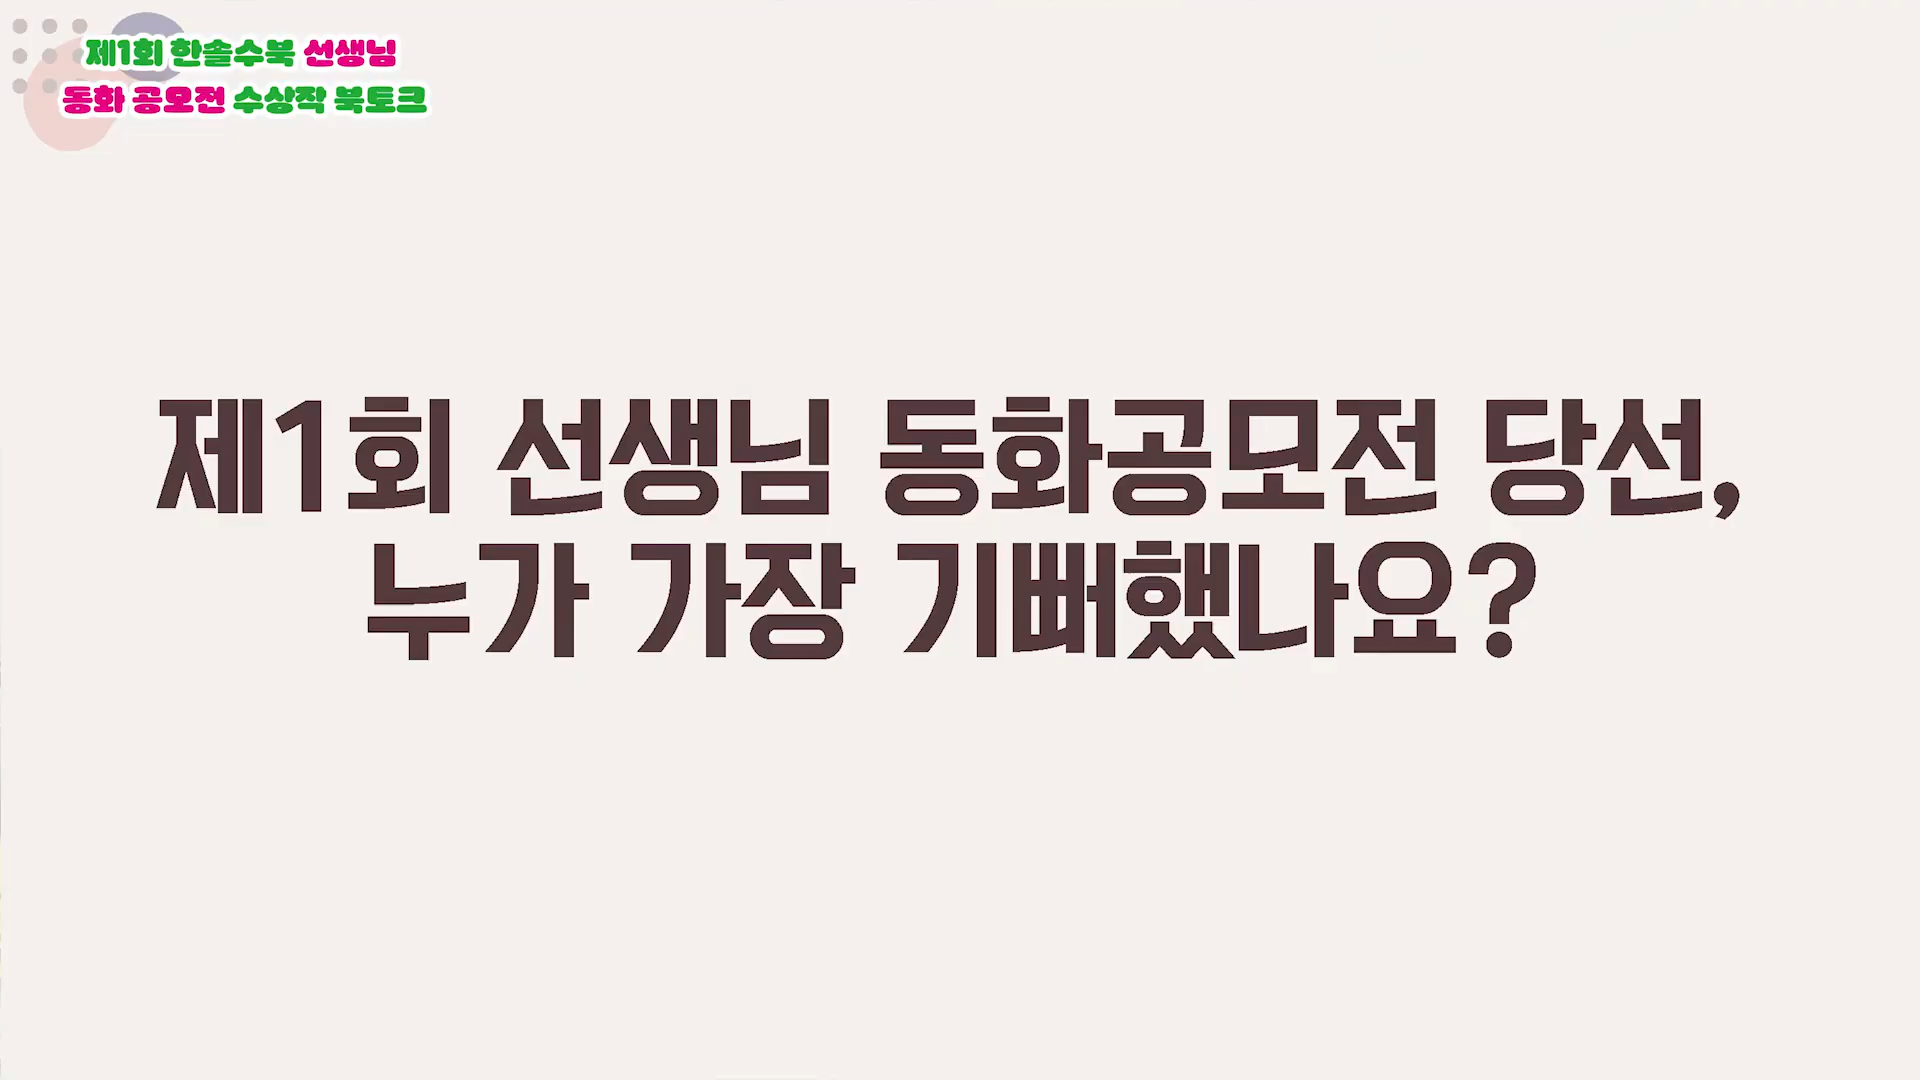 제1회 한솔수북 선생님
동화 공모전 수상작 북토크
제1회 선생님 동화공모전 당선,
누가 가장 기뻐했나요?